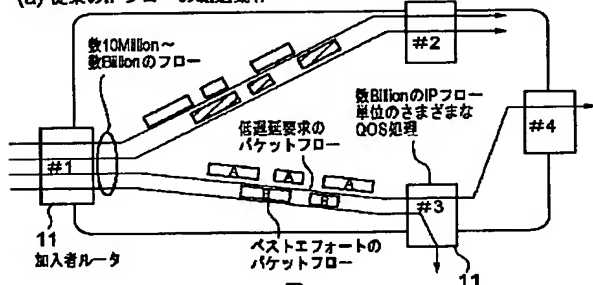 (a) 従来のIPフローの転送動作
数10Million～
数Billionのフロー
#2
数BillionのIPフロー
単位のさまざまな
QOS処理
低遅延要求の
パケットフロー
#4
#1
A
A
A
B
B
#3
11
加入者ルータ
ベストエフォートの
パケットフロー
11